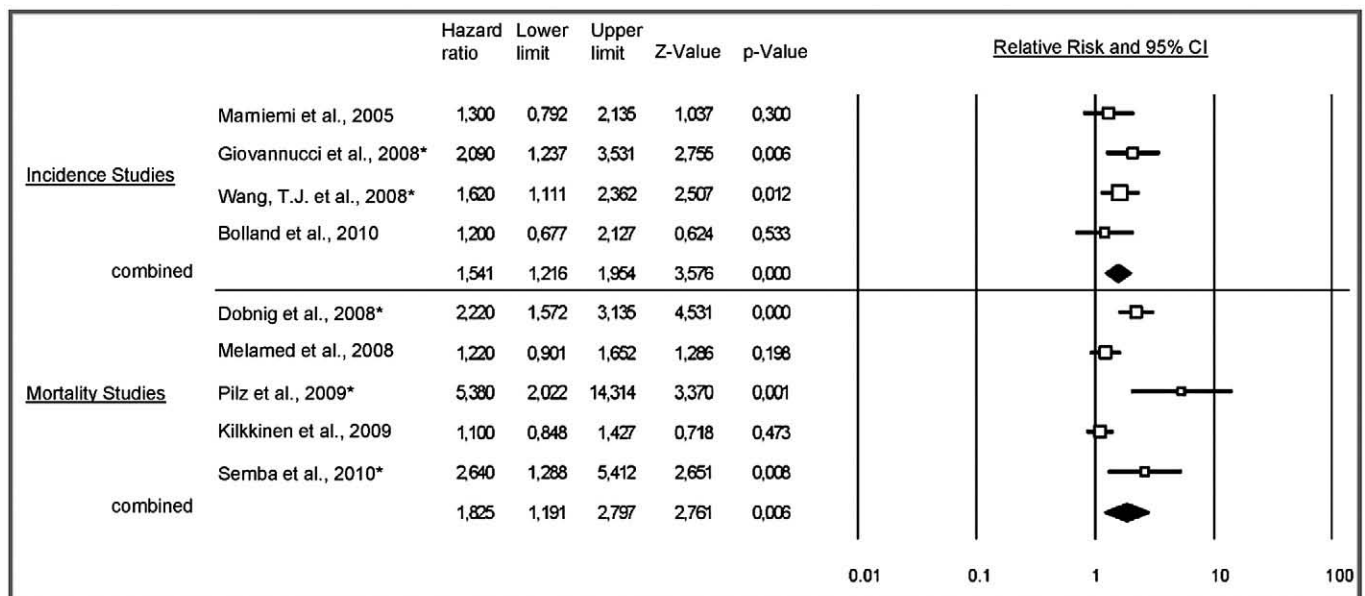 Hazard ratio Lower limit Upper limit Z-Value p-Value Relative Risk and 95% CI
Mamiemi et al., 2005 1,300 0,792 2,135 1,037 0,300
Giovannucci et al., 2008* 2,090 1,237 3,531 2,755 0,006
Incidence Studies
Wang, T.J. et al., 2008* 1,620 1,111 2,362 2,507 0,012
Bolland et al., 2010 1,200 0,677 2,127 0,624 0,533
combined 1,541 1,216 1,954 3,576 0,000
Dobnig et al., 2008* 2,220 1,572 3,135 4,531 0,000
Melamed et al., 2008 1,220 0,901 1,652 1,286 0,198
Mortality Studies Pilz et al., 2009* 5,380 2,022 14,314 3,370 0,001
Kilkkinen et al., 2009 1,100 0,848 1,427 0,718 0,473
Semba et al., 2010* 2,640 1,288 5,412 2,651 0,008
combined 1,825 1,191 2,797 2,761 0,006
0.01 0.1 1 10 100